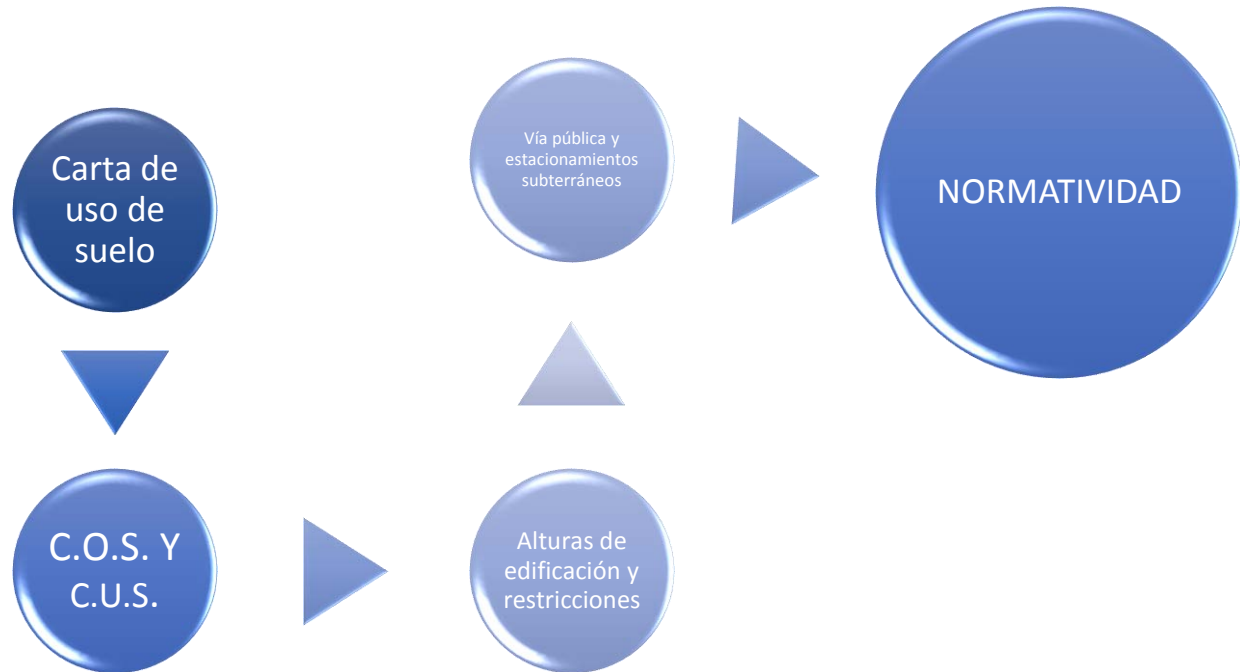 Carta de
uso de
suelo
C.O.S. Y
C.U.S.
Alturas de
edificación y
restricciones
Vía pública y
estacionamientos
subterráneos
NORMATIVIDAD